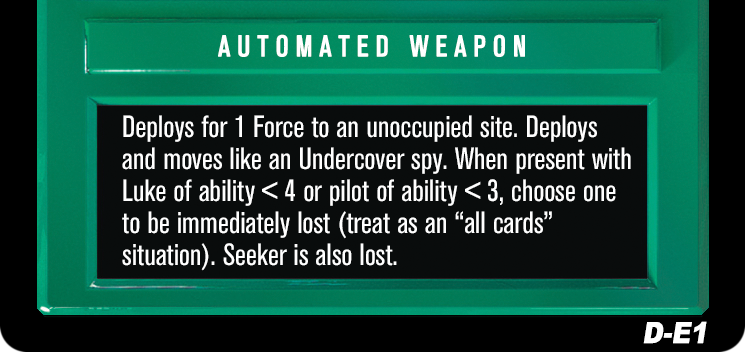 AUTOMATED WEAPON
Deploys for 1 Force to an unoccupied site. Deploys
and moves like an Undercover spy. When present with
Luke of ability < 4 or pilot of ability < 3, choose one
to be immediately lost (treat as an “all cards”
situation). Seeker is also lost.
D-E1